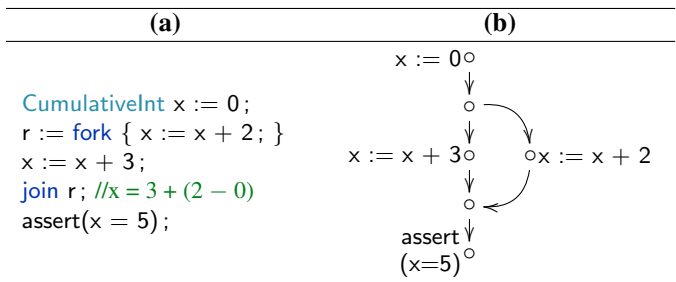 (a)
(b)
CumulativeInt x := 0;
r := fork { x := x + 2; }
x := x + 3;
join r; //x = 3 + (2 − 0)
assert(x = 5);
x := 0
x := x + 3
x := x + 2
assert
(x=5)